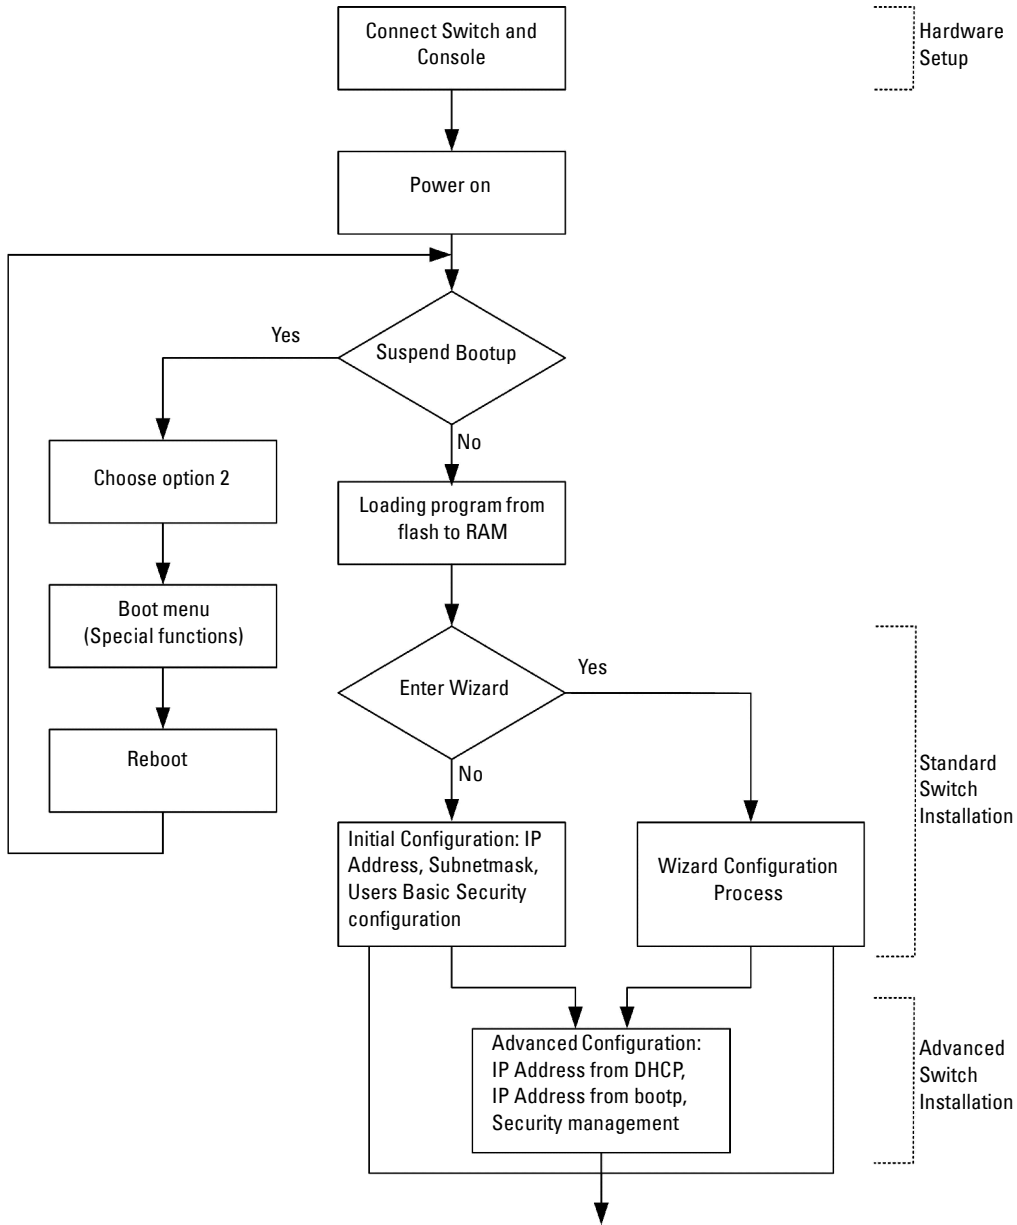 Connect Switch and
Console
Hardware
Setup
Power on
Yes
Suspend Bootup
No
Choose option 2
Loading program from
flash to RAM
Boot menu
(Special functions)
Yes
Enter Wizard
Reboot
No
Standard
Switch
Installation
Initial Configuration: IP
Address, Subnetmask,
Users Basic Security
configuration
Wizard Configuration
Process
Advanced Configuration:
IP Address from DHCP,
IP Address from bootp,
Security management
Advanced
Switch
Installation